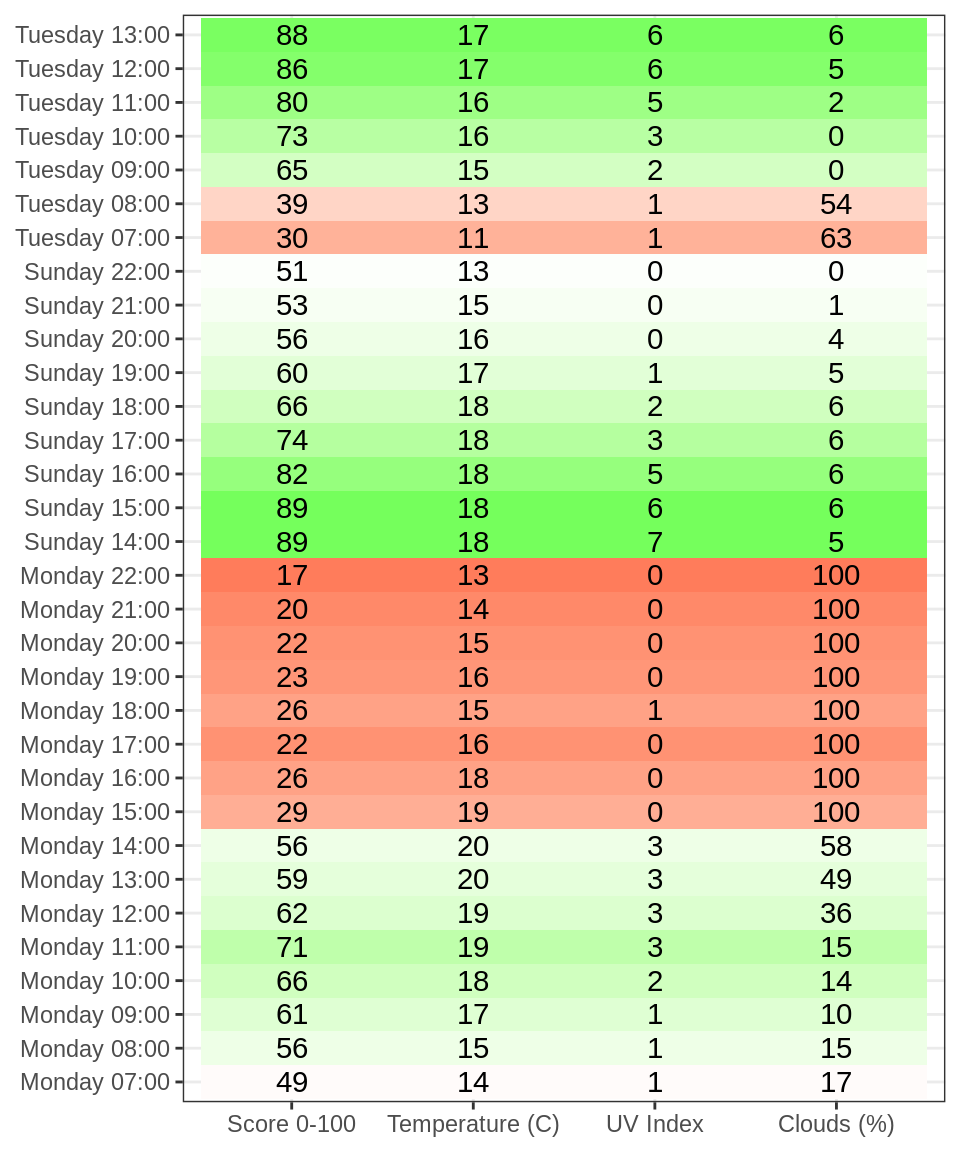 Tuesday 13:00 88 17 6 6
Tuesday 12:00 86 17 6 5
Tuesday 11:00 80 16 5 2
Tuesday 10:00 73 16 3 0
Tuesday 09:00 65 15 2 0
Tuesday 08:00 39 13 1 54
Tuesday 07:00 30 11 1 63
Sunday 22:00 51 13 0 0
Sunday 21:00 53 15 0 1
Sunday 20:00 56 16 0 4
Sunday 19:00 60 17 1 5
Sunday 18:00 66 18 2 6
Sunday 17:00 74 18 3 6
Sunday 16:00 82 18 5 6
Sunday 15:00 89 18 6 6
Sunday 14:00 89 18 7 5
Monday 22:00 17 13 0 100
Monday 21:00 20 14 0 100
Monday 20:00 22 15 0 100
Monday 19:00 23 16 0 100
Monday 18:00 26 15 1 100
Monday 17:00 22 16 0 100
Monday 16:00 26 18 0 100
Monday 15:00 29 19 0 100
Monday 14:00 56 20 3 58
Monday 13:00 59 20 3 49
Monday 12:00 62 19 3 36
Monday 11:00 71 19 3 15
Monday 10:00 66 18 2 14
Monday 09:00 61 17 1 10
Monday 08:00 56 15 1 15
Monday 07:00 49 14 1 17
Score 0-100 Temperature (C) UV Index Clouds (%)